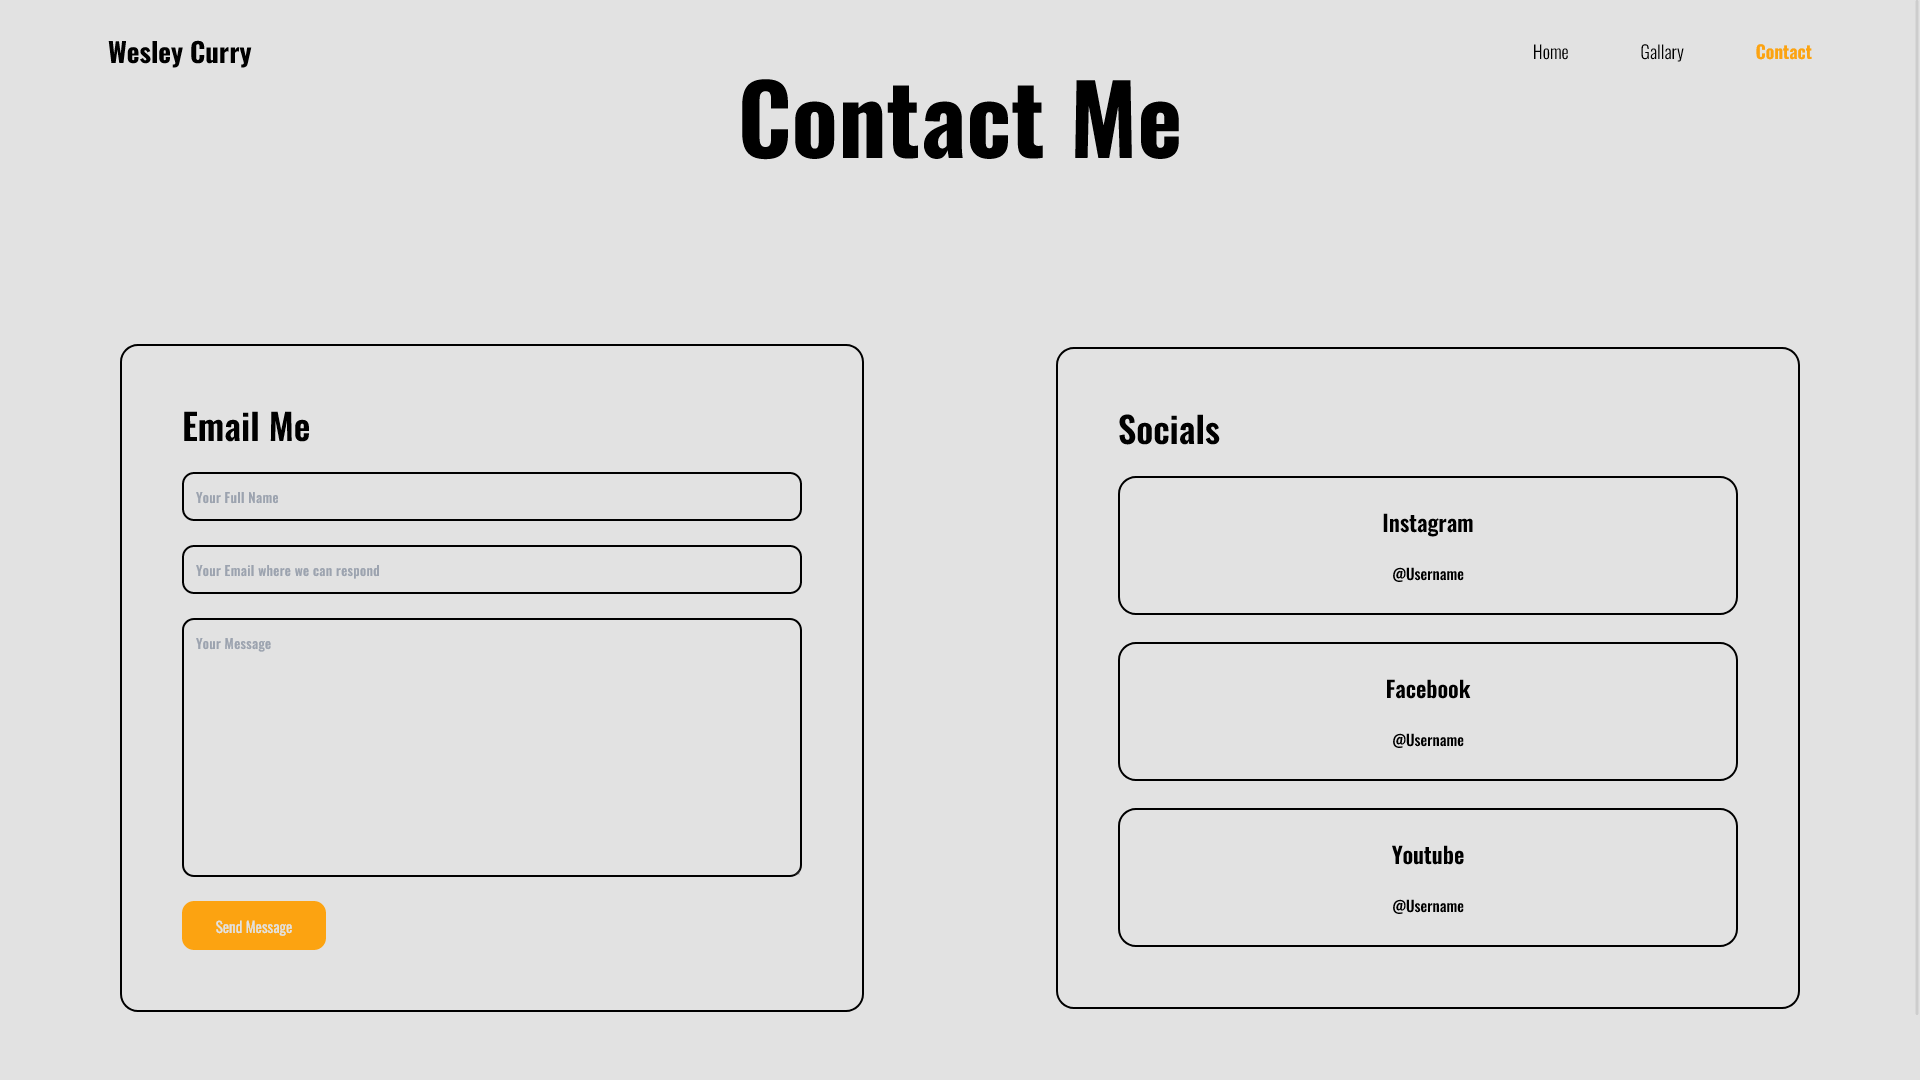 Wesley Curry
Home
Gallary
Contact
Contact Me
Email Me
Your Full Name
Your Email where we can respond
Your Message
Send Message
Socials
Instagram
@Username
Facebook
@Username
Youtube
@Username